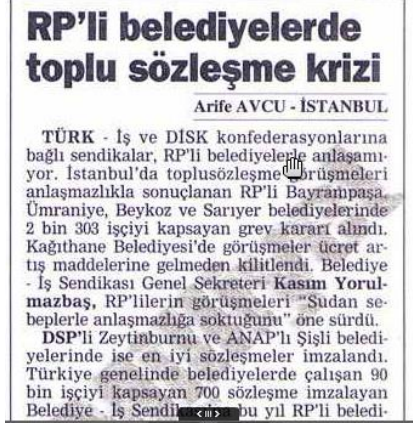 RP'li belediyelerde
toplu sözleşme krizi
Arife AVCU - İSTANBUL
TÜRK - İş ve DİSK konfederasyonlarına
bağlı sendikalar, RP'li belediyelerle anlaşamı-
yor. İstanbul'da toplusözleşme görüşmeleri
anlaşmazlıkla sonuçlanan RP'li Bayrampaşa,
Ümraniye, Beykoz ve Sarıyer belediyelerinde
2 bin 303 işçiyi kapsayan grev kararı alındı.
Kağıthane Belediyesi'de görüşmeler ücret ar-
tış maddelerine gelmeden kilitlendi. Belediye
- İş Sendikası Genel Sekreteri Kasım Yorul-
mazbaş, RP'lilerin görüşmeleri "Sudan se-
beplerle anlaşmazlığa soktuğunu" öne sürdü.
DSP'li Zeytinburnu ve ANAP'lı Şişli beledi-
yelerinde ise en iyi sözleşmeler imzalandı.
Türkiye genelinde belediyelerde çalışan 90
bin işçiyi kapsayan 700 sözleşme imzalayan
Belediye - İş bu yıl RP'li beledi-